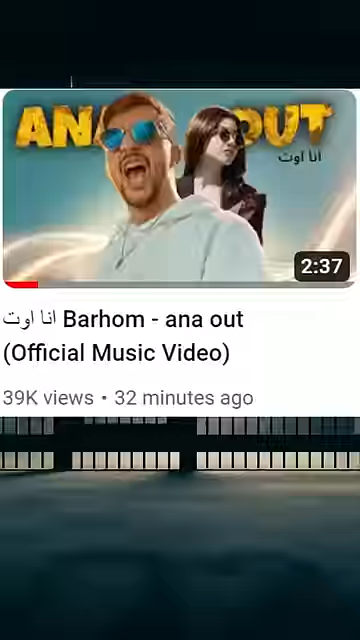 ANA OUT
انا اوت
2:37
انا اوت Barhom - ana out
(Official Music Video)
39K views • 32 minutes ago